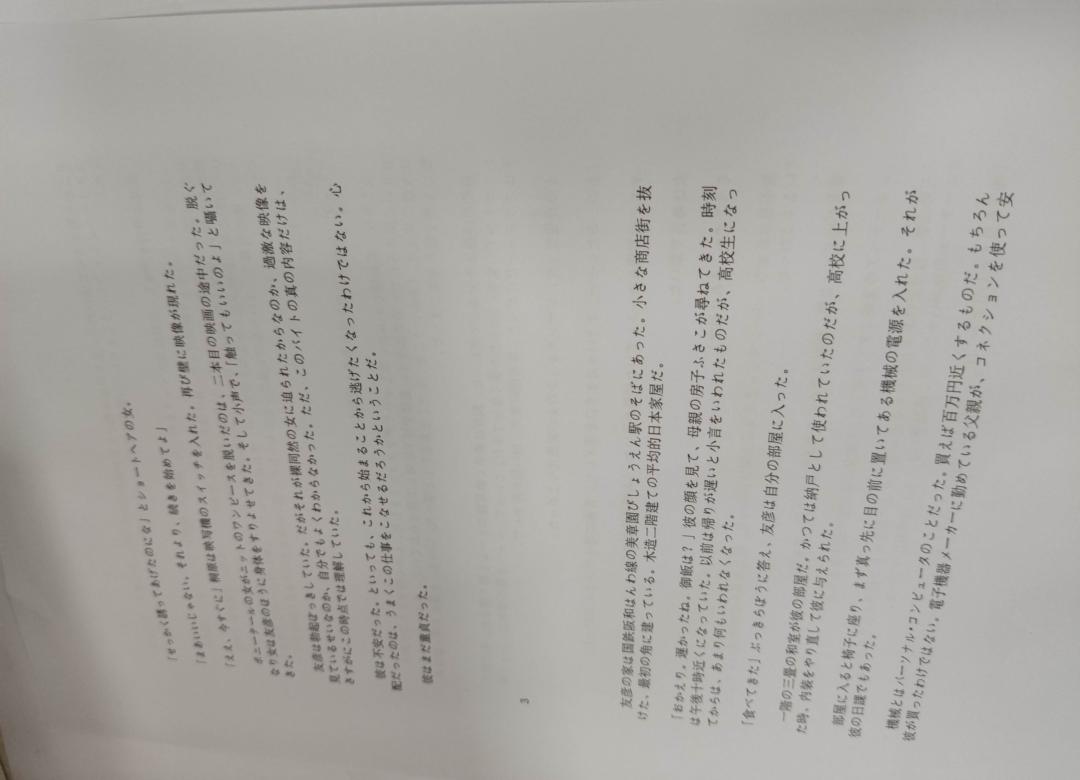 「せっかく誘ってあげたのにな」とショートヘアの女。
「まあいいじゃない。それより、続きを始めてよ」
「ええ、今すぐに」桐原は映写機のスイッチを入れた。再び壁に映像が現れた。
ポニーテールの女がニットのワンピースを脱いだのは、二本目の映画の途中だった。脱ぐ
なり女は友彦のほうに身体をすりよせてきた。そして小声で、「触ってもいいのよ」と囁いて
きた。
友彦は勃起ぼっきしていた。だがそれが裸同然の女に迫られたからなのか、過激な映像を
見ているせいなのか、自分でもよくわからなかった。ただ、このバイトの真の内容だけは、
さすがにこの時点では理解していた。
彼は不安だった。といっても、これから始まることから逃げたくなったわけではない。心
配だったのは、うまくこの仕事をこなせるだろうかということだ。
彼はまだ童貞だった。
3
友彦の家は国鉄阪和はんわ線の美章園びしょうえん駅のそばにあった。小さな商店街を抜
けた、最初の角に建っている。木造二階建ての平均的日本家屋だ。
「おかえり。遅かったね。御飯は?」彼の顔を見て、母親の房子ふさこが尋ねてきた。時刻
は午後十時近くになっていた。以前は帰りが遅いと小言をいわれたものだが、高校生になっ
てからは、あまり何もいわれなくなった。
「食べてきた」ぶっきらぼうに答え、友彦は自分の部屋に入った。
一階の三畳の和室が彼の部屋だ。かつては納戸として使われていたのだが、高校に上がっ
た時、内装をやり直して彼に与えられた。
部屋に入ると椅子に座り、まず真っ先に目の前に置いてある機械の電源を入れた。それが
彼の日課でもあった。
機械とはパーソナル・コンピュータのことだった。買えば百万円近くするものだ。もちろん
彼が買ったわけではない。電子機器メーカーに勤めている父親が、コネクションを使って安